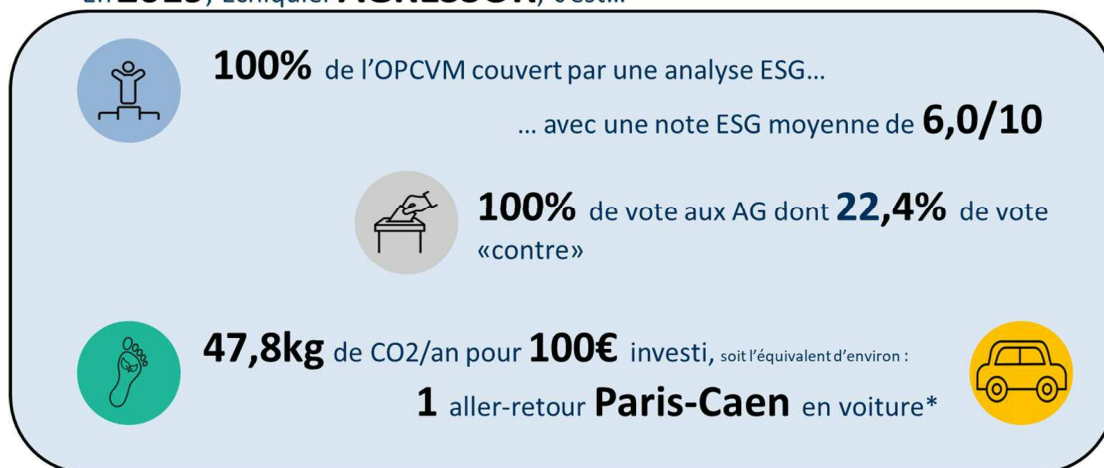 100% de l'OPCVM couvert par une analyse ESG...
... avec une note ESG moyenne de 6,0/10
100% de vote aux AG dont 22,4% de vote
«contre»
47,8kg de CO2/an pour 100€ investi, soit l'équivalent d'environ :
1 aller-retour Paris-Caen en voiture*